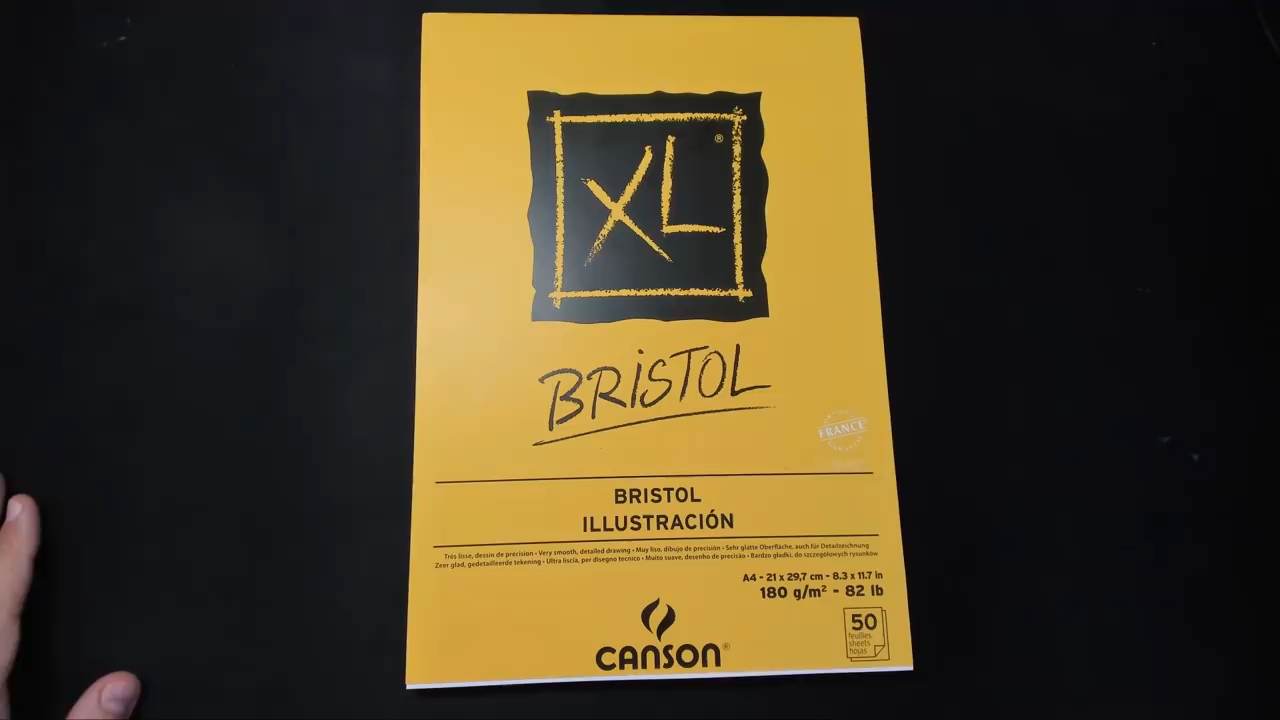 XL®
BRISTOL
FRANCE
BRISTOL
ILLUSTRACIÓN
Très lisse, dessin de précision • Very smooth, detailed drawing • Muy liso, dibujo de precisión • Sehr glatte Oberfläche, auch für Detailzeichnung
Zeer glad, gedetailleerde tekening • Ultra liscia, per disegno tecnico • Muito suave, desenho de precisão • Bardzo gładki, do szczegółowych rysunków
A4 - 21 x 29,7 cm - 8.3 x 11.7 in
180 g/m² - 82 lb
50
feuilles
sheets
hojas
CANSON®